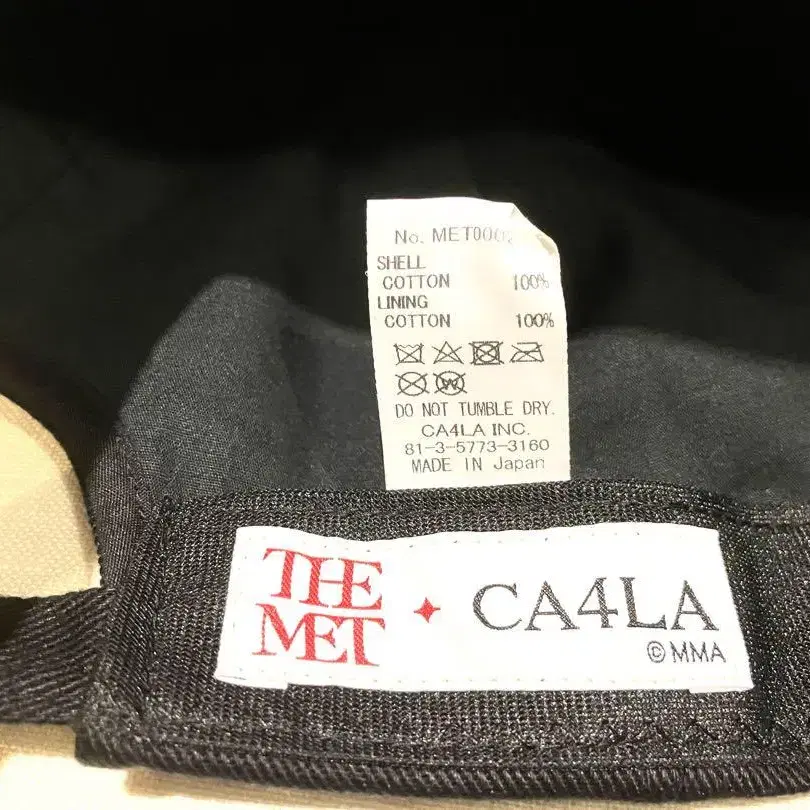 No. MET0002
SHELL
COTTON 100%
LINING
COTTON 100%
W
DO NOT TUMBLE DRY.
CA4LA INC.
81-3-5773-3160
MADE IN Japan
THE
MET
CA4LA
©MMA